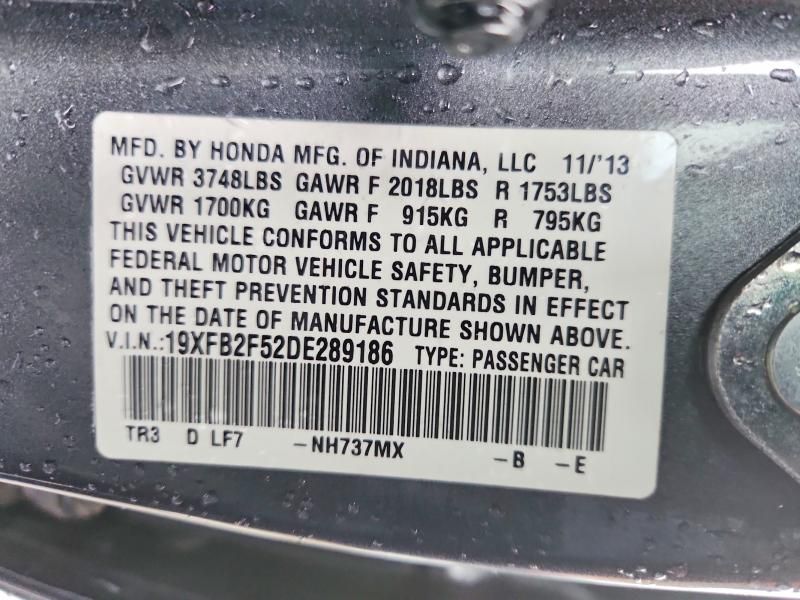 MFD. BY HONDA MFG. OF INDIANA, LLC 11/'13
GVWR 3748LBS GAWR F 2018LBS R 1753LBS
GVWR 1700KG GAWR F 915KG R 795KG
THIS VEHICLE CONFORMS TO ALL APPLICABLE
FEDERAL MOTOR VEHICLE SAFETY, BUMPER,
AND THEFT PREVENTION STANDARDS IN EFFECT
ON THE DATE OF MANUFACTURE SHOWN ABOVE.
V.I.N.:19XFB2F52DE289186 TYPE: PASSENGER CAR
TR3 D LF7 -NH737MX -B -E